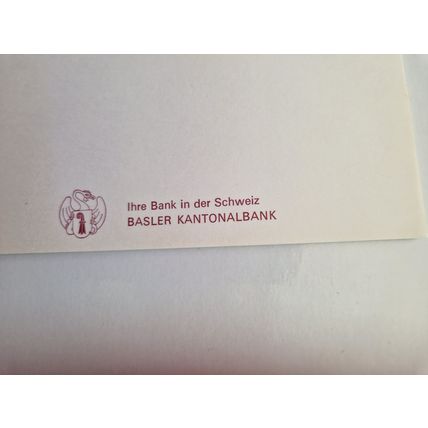 Ihre Bank in der Schweiz
BASLER KANTONALBANK